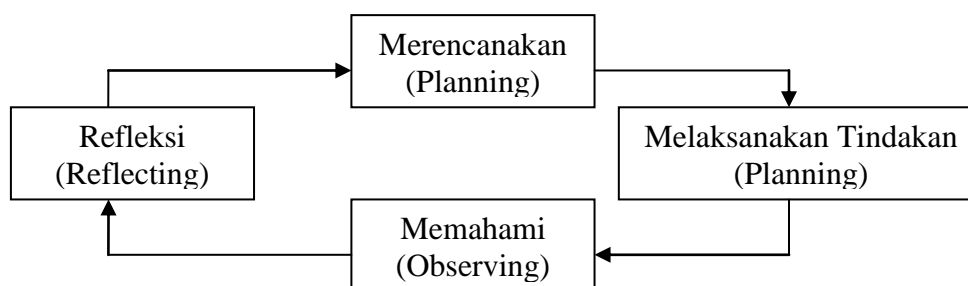 Merencanakan
(Planning)
Refleksi
(Reflecting)
Melaksanakan Tindakan
(Planning)
Memahami
(Observing)